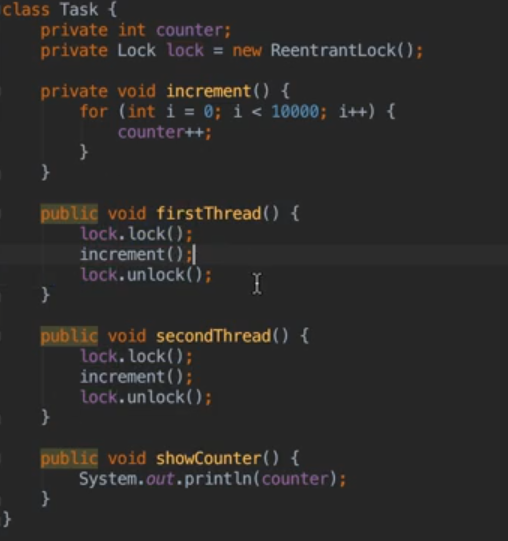 class Task {
    private int counter;
    private Lock lock = new ReentrantLock();

    private void increment() {
        for (int i = 0; i < 10000; i++) {
            counter++;
        }
    }

    public void firstThread() {
        lock.lock();
        increment();
        lock.unlock();
    }

    public void secondThread() {
        lock.lock();
        increment();
        lock.unlock();
    }

    public void showCounter() {
        System.out.println(counter);
    }
}